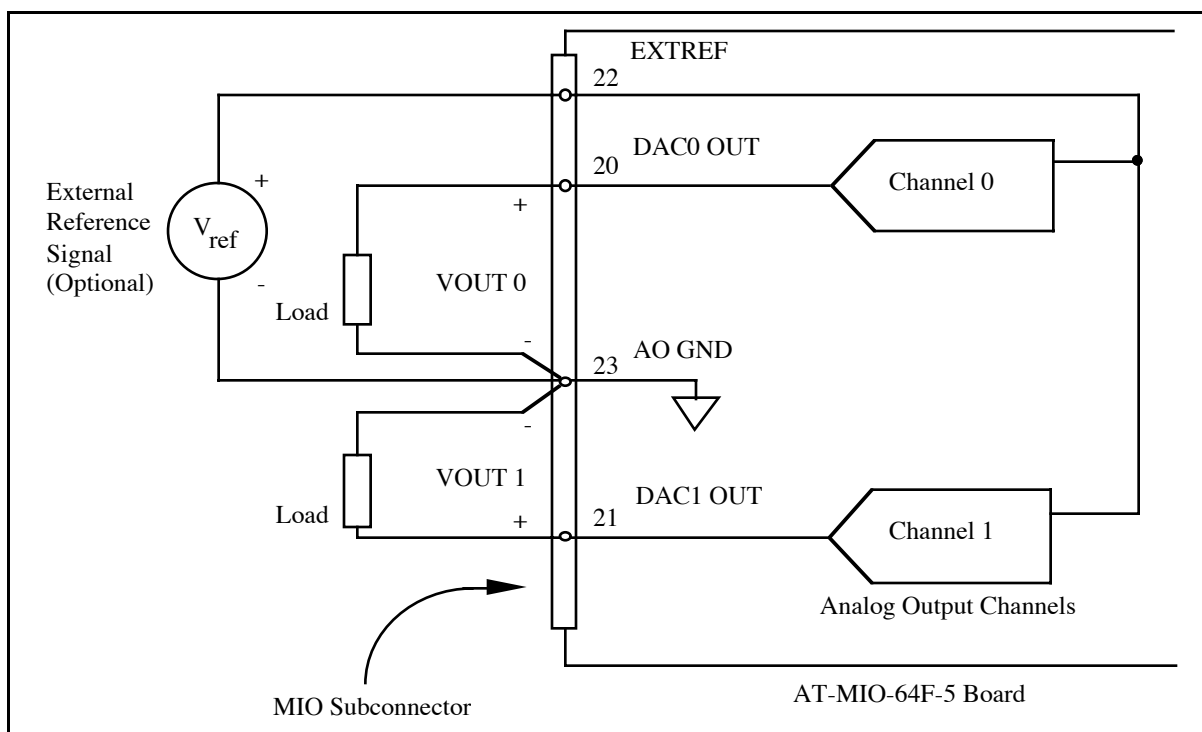 EXTREF
22
DAC0 OUT
20
Channel 0
External
Reference
Signal
(Optional)
+
V
ref
-
+
VOUT 0
Load
-
AO GND
23
-
VOUT 1
Load
+
DAC1 OUT
21
Channel 1
Analog Output Channels
MIO Subconnector
AT-MIO-64F-5 Board